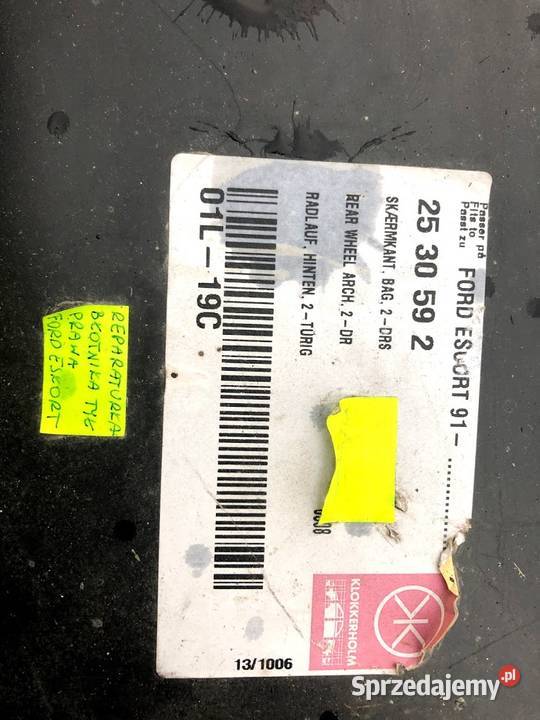 Passer på
Fits to
Passt zu
FORD ESCORT 91-
25 30 59 2
SKÆRMKANT, BAG, 2-DRS
REAR WHEEL ARCH, 2-DR
RADLAUF, HINTEN, 2-TÜRIG
01L-19C
KLOKKERHOLM
13/1006
REPARATURKA
BŁOTNIKA TYŁ
PRAWA
FORD ESKORT
Sprzedajemy.pl